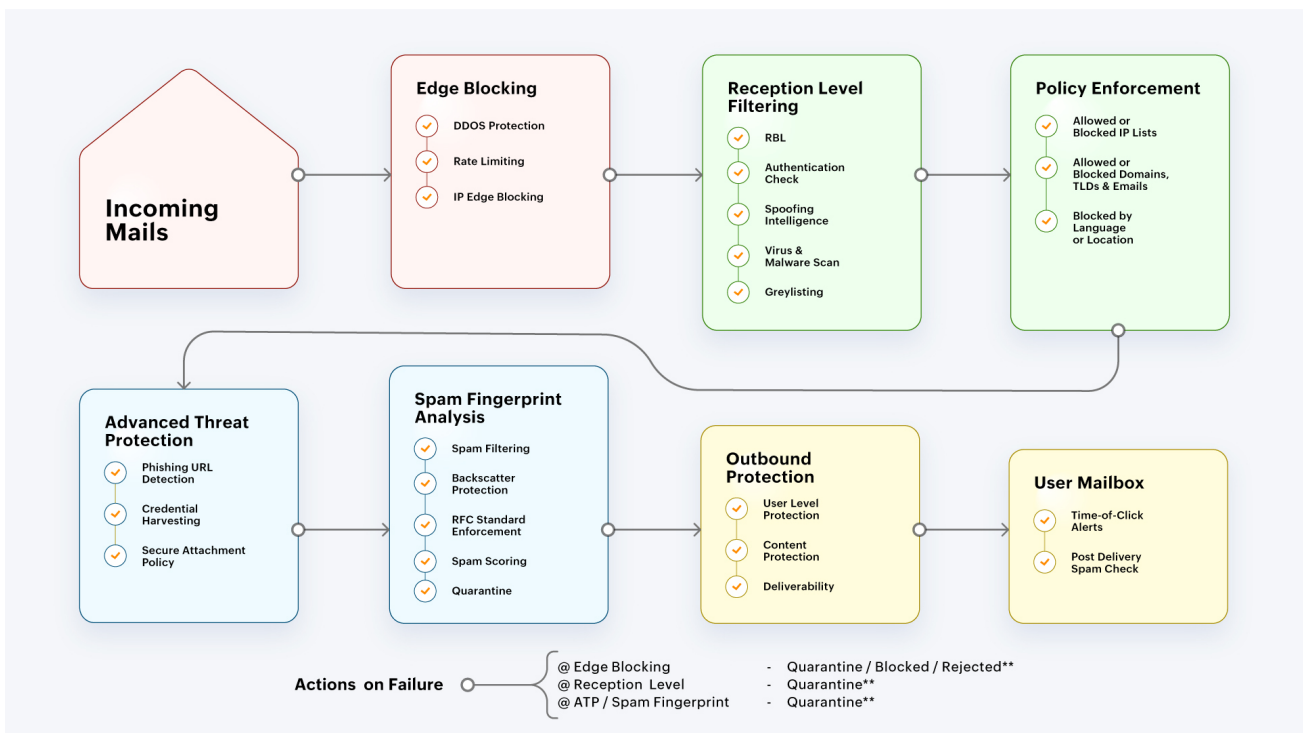 Incoming
Mails
Edge Blocking
DDOS Protection
Rate Limiting
IP Edge Blocking
Reception Level
Filtering
RBL
Authentication
Check
Spoofing
Intelligence
Virus &
Malware Scan
Greylisting
Policy Enforcement
Allowed or
Blocked IP Lists
Allowed or
Blocked Domains,
TLDs & Emails
Blocked by
Language
or Location
Advanced Threat
Protection
Phishing URL
Detection
Credential
Harvesting
Secure Attachment
Policy
Spam Fingerprint
Analysis
Spam Filtering
Backscatter
Protection
RFC Standard
Enforcement
Spam Scoring
Quarantine
Outbound
Protection
User Level
Protection
Content
Protection
Deliverability
User Mailbox
Time-of-Click
Alerts
Post Delivery
Spam Check
Actions on Failure
@ Edge Blocking - Quarantine / Blocked / Rejected**
@ Reception Level - Quarantine**
@ ATP / Spam Fingerprint - Quarantine**